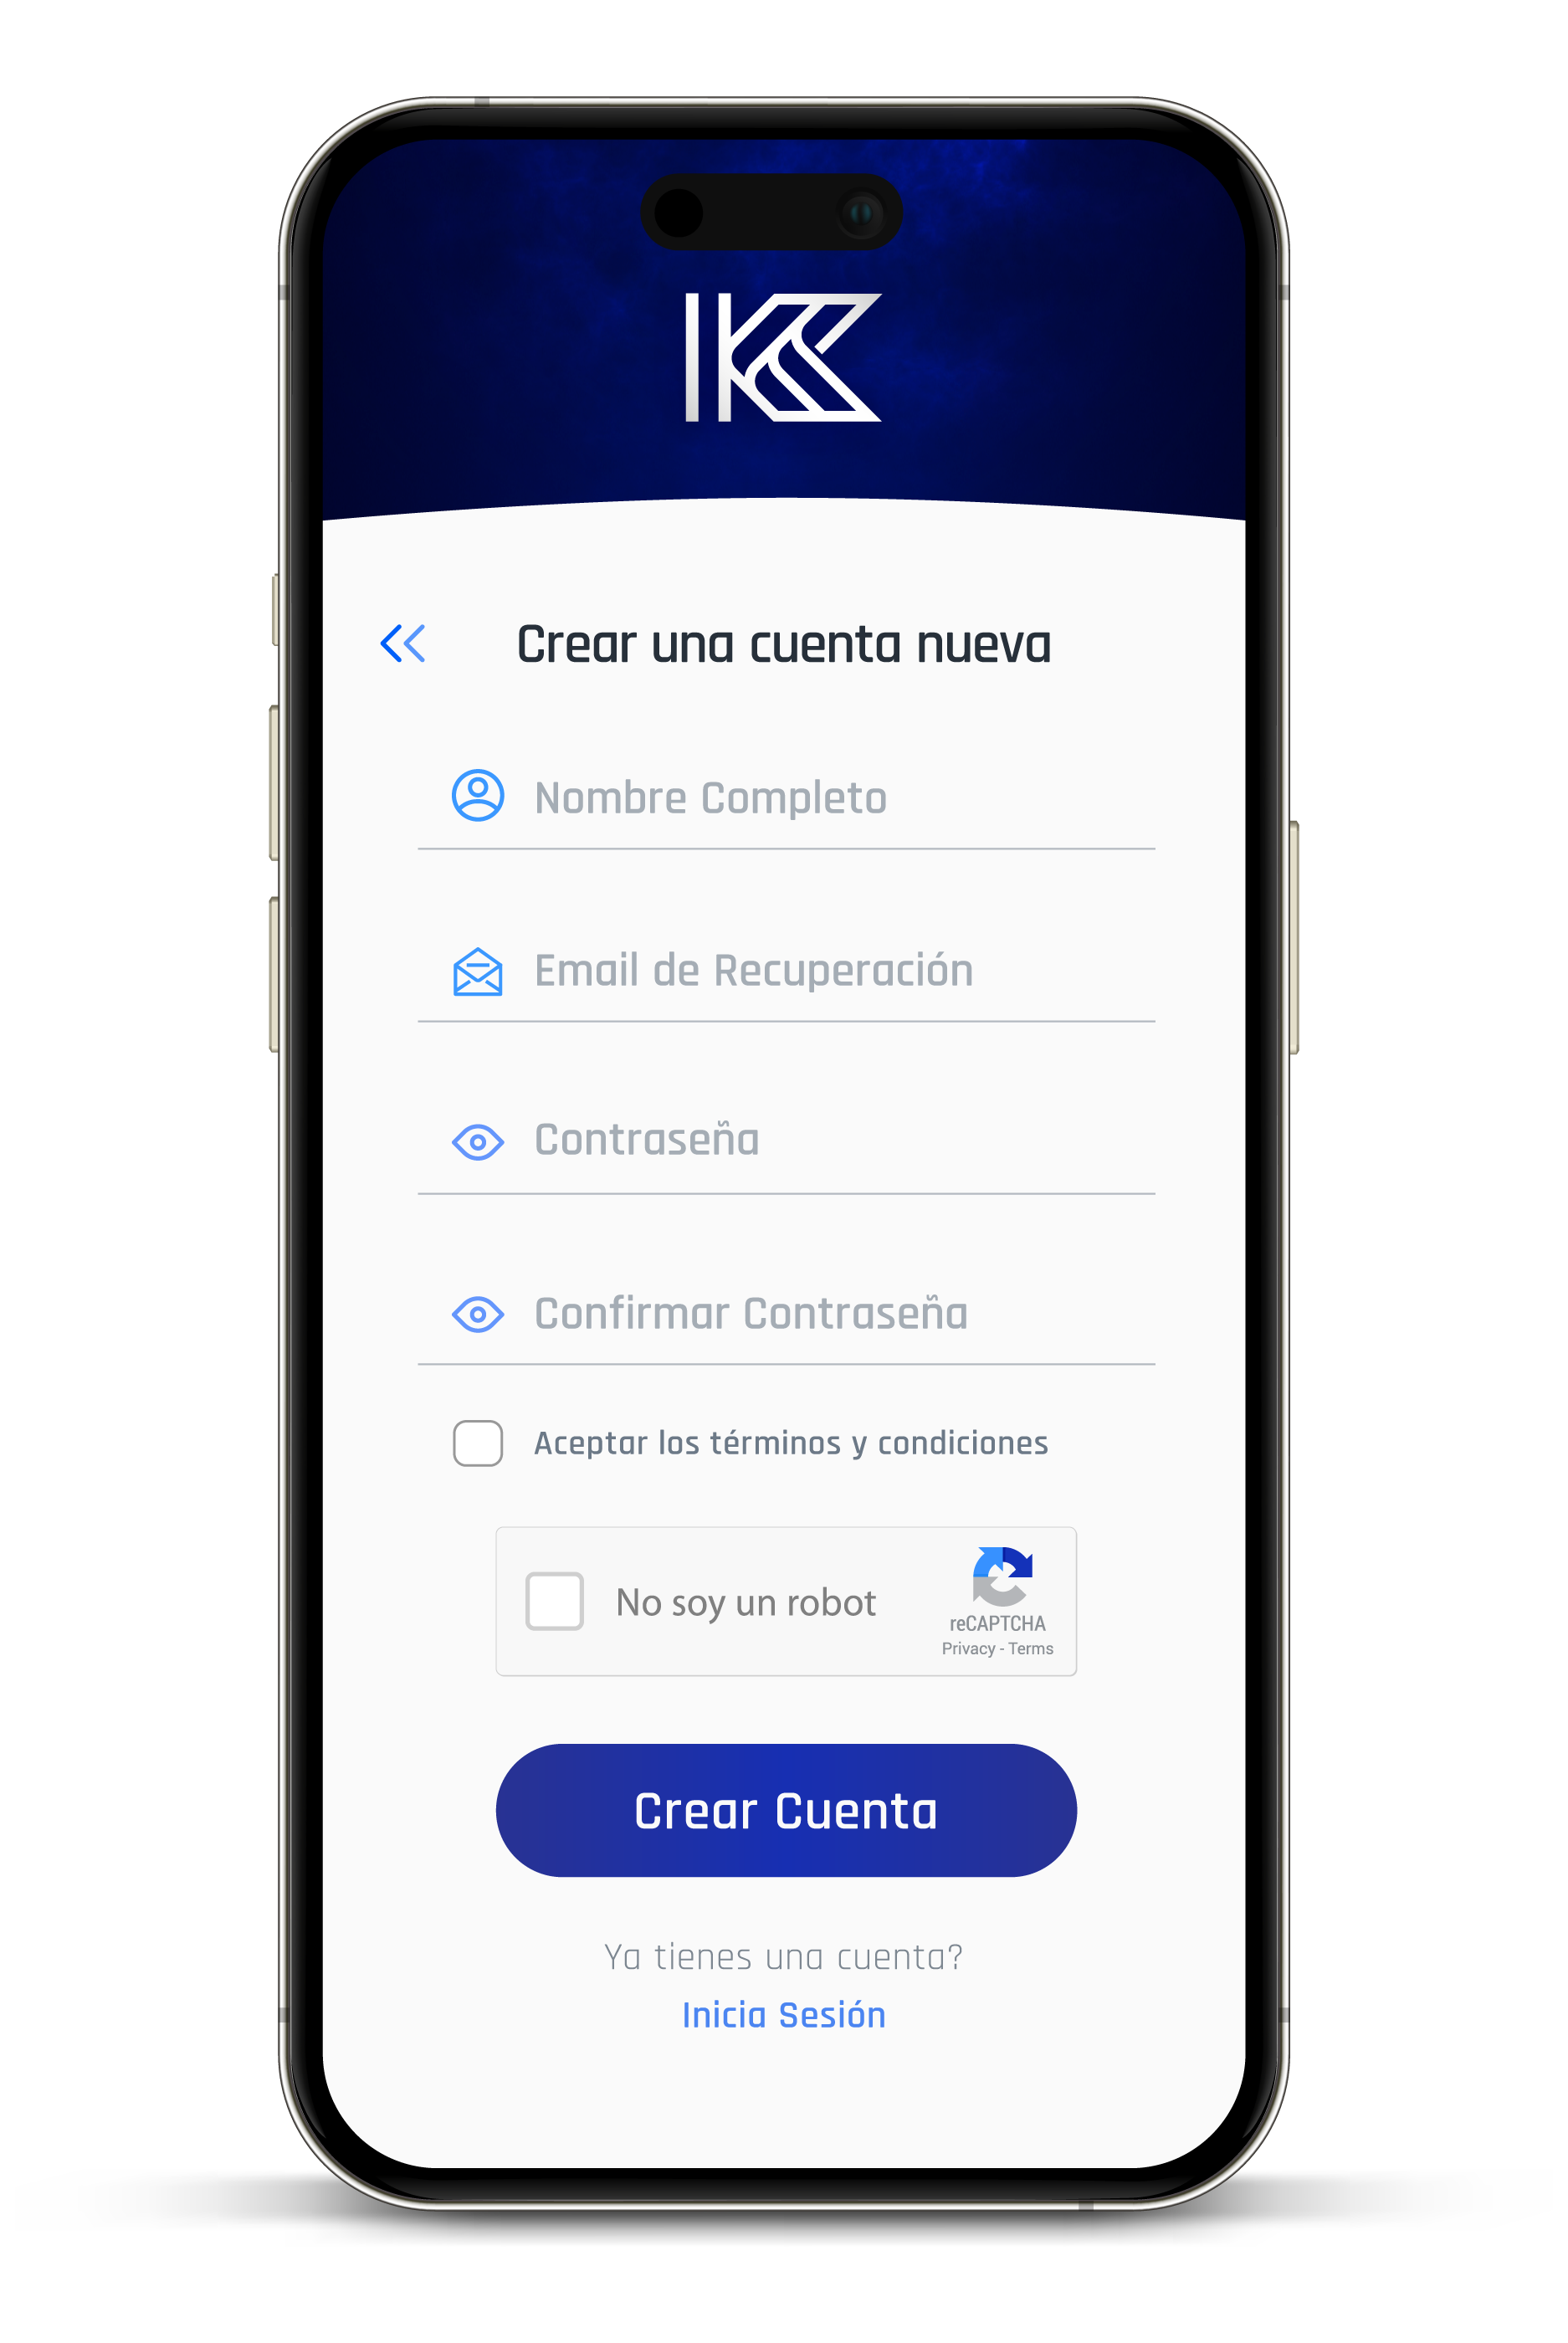 Crear una cuenta nueva
Nombre Completo
Email de Recuperación
Contraseña
Confirmar Contraseña
Aceptar los términos y condiciones
No soy un robot
reCAPTCHA
Privacy - Terms
Crear Cuenta
Ya tienes una cuenta?
Inicia Sesión